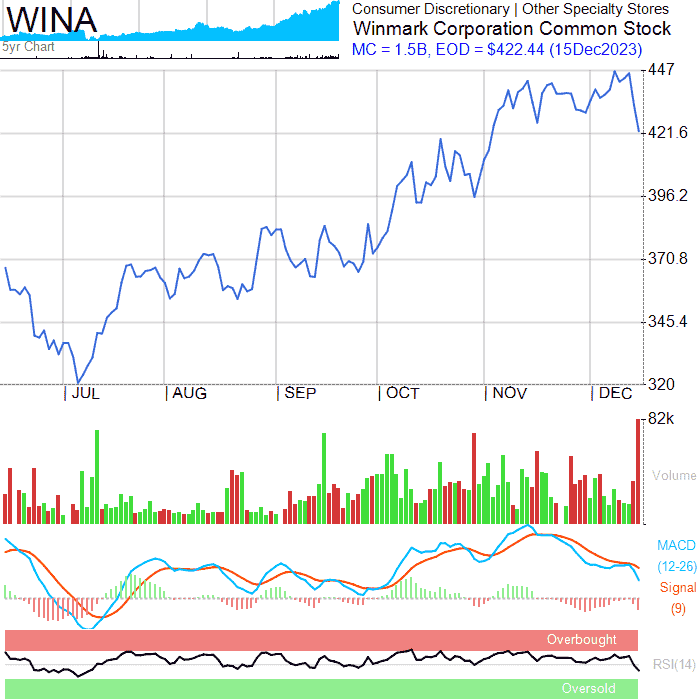 WINA
5yr Chart
Consumer Discretionary | Other Specialty Stores
Winmark Corporation Common Stock
MC = 1.5B, EOD = $422.44 (15Dec2023)
447
421.6
396.2
370.8
345.4
320
JUL
AUG
SEP
OCT
NOV
DEC
82k
Volume
MACD
(12-26)
Signal
(9)
Overbought
RSI(14)
Oversold